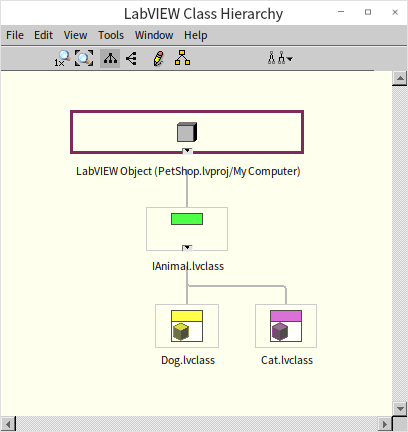 LabVIEW Class Hierarchy
File Edit View Tools Window Help
1x
LabVIEW Object (PetShop.lvproj/My Computer)
IAnimal.lvclass
Dog.lvclass
Cat.lvclass